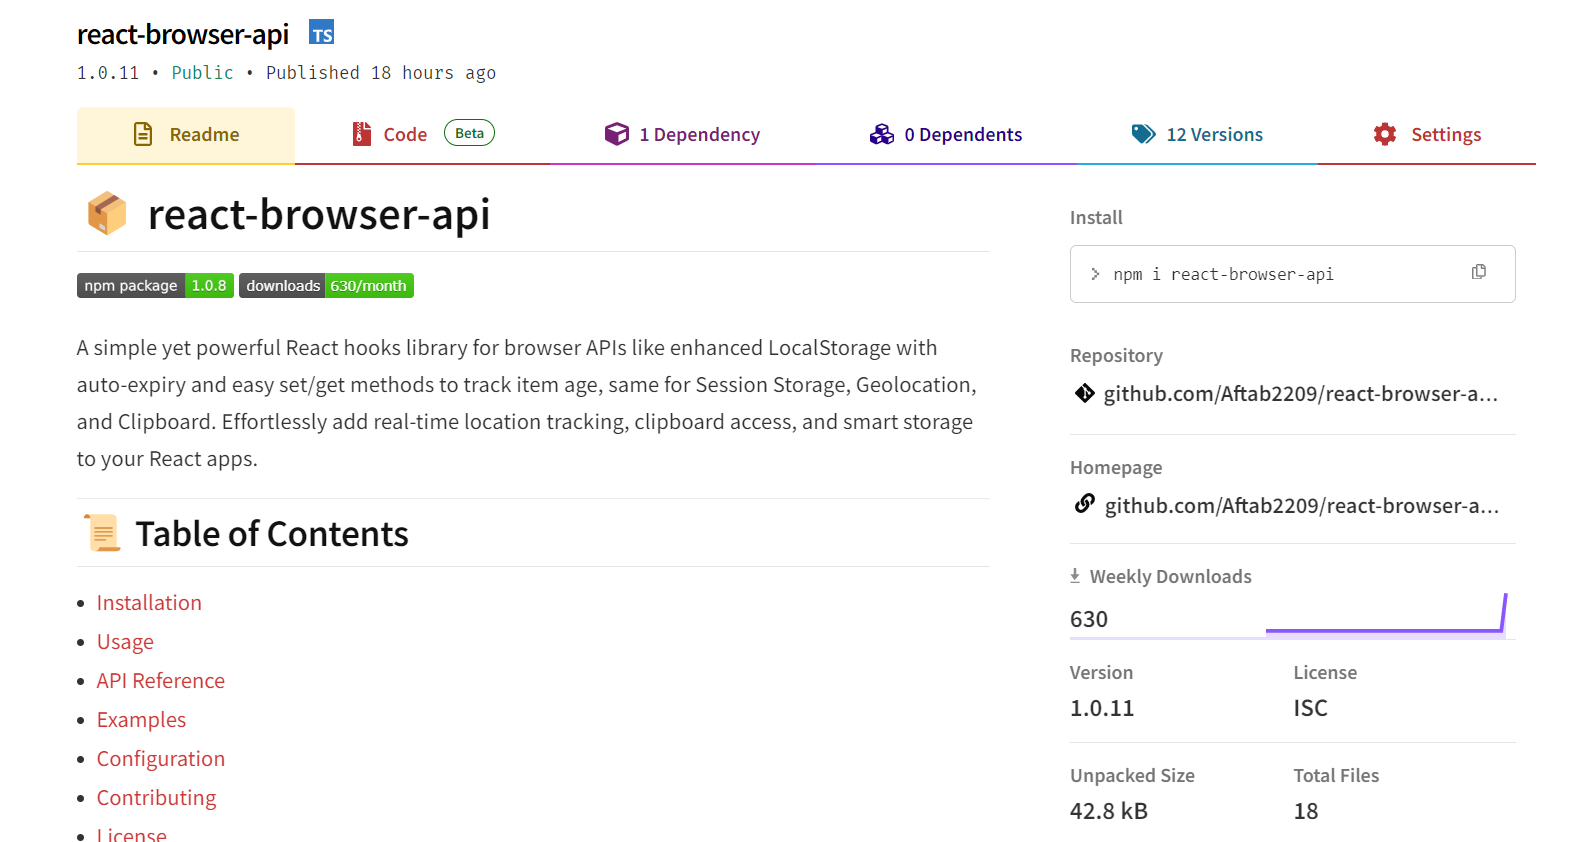 react-browser-api TS
1.0.11 • Public • Published 18 hours ago
Readme
Code Beta
1 Dependency
0 Dependents
12 Versions
Settings
react-browser-api
npm package 1.0.8 downloads 630/month
A simple yet powerful React hooks library for browser APIs like enhanced LocalStorage with
auto-expiry and easy set/get methods to track item age, same for Session Storage, Geolocation,
and Clipboard. Effortlessly add real-time location tracking, clipboard access, and smart storage
to your React apps.
Table of Contents
• Installation
• Usage
• API Reference
• Examples
• Configuration
• Contributing
• License
Install
> npm i react-browser-api
Repository
github.com/Aftab2209/react-browser-a...
Homepage
github.com/Aftab2209/react-browser-a...
Weekly Downloads
630
Version
1.0.11
License
ISC
Unpacked Size
42.8 kB
Total Files
18